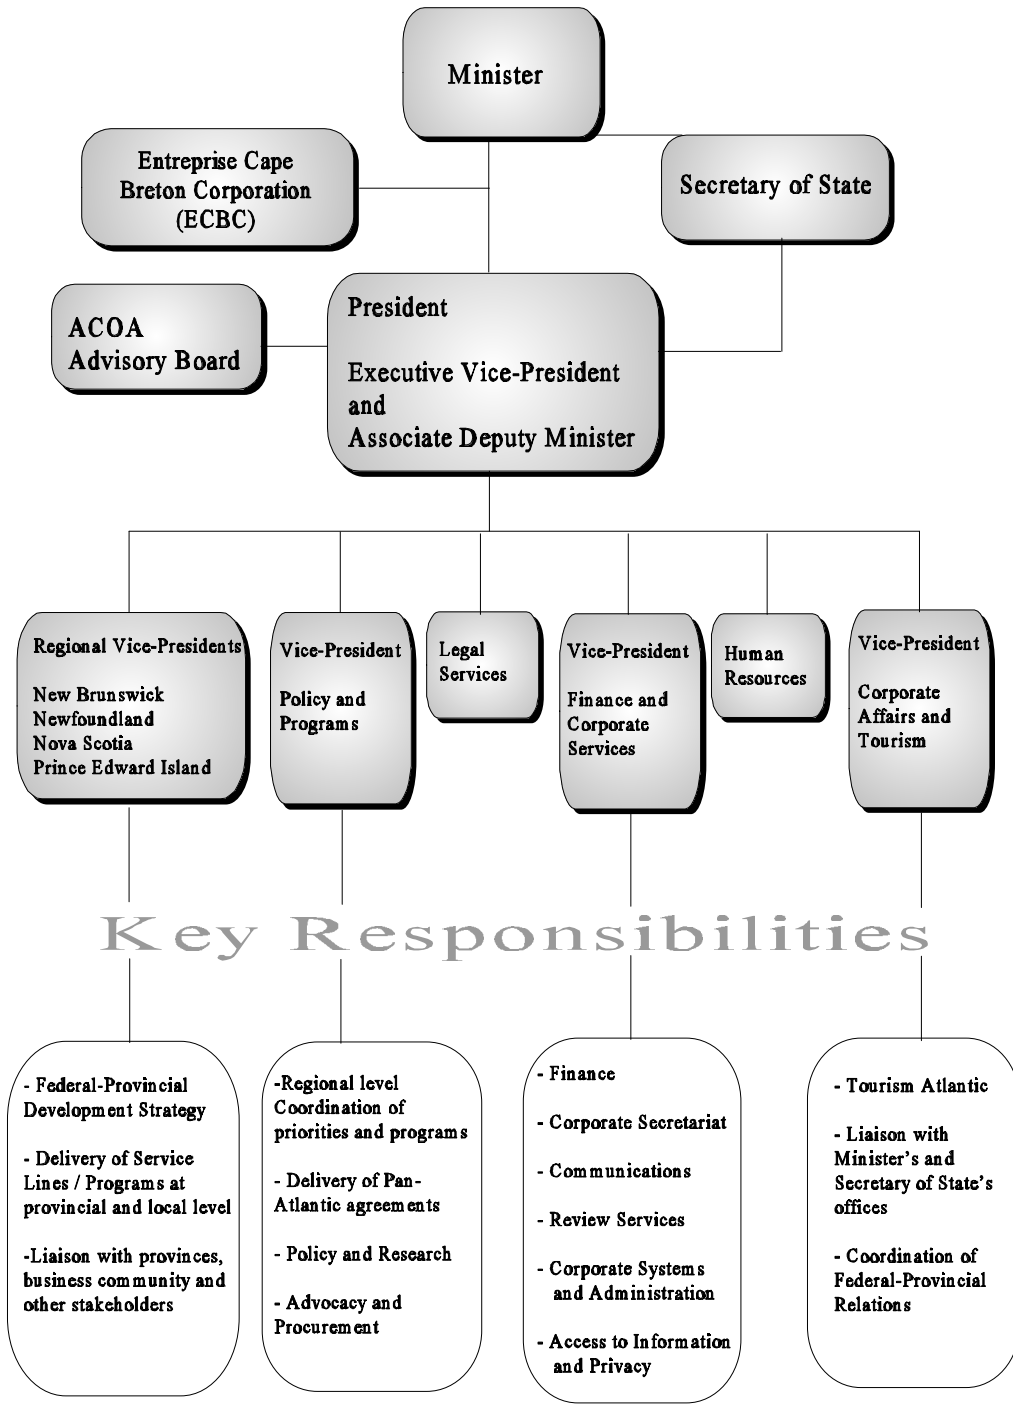 Minister
Entreprise Cape
Breton Corporation
(ECBC)
Secretary of State
ACOA
Advisory Board
President
Executive Vice-President
and
Associate Deputy Minister
Regional Vice-Presidents
New Brunswick
Newfoundland
Nova Scotia
Prince Edward Island
Vice-President
Policy and
Programs
Legal
Services
Vice-President
Finance and
Corporate
Services
Human
Resources
Vice-President
Corporate
Affairs and
Tourism
Key Responsibilities
- Federal-Provincial
Development Strategy
- Delivery of Service
Lines / Programs at
provincial and local level
-Liaison with provinces,
business community and
other stakeholders
-Regional level
Coordination of
priorities and programs
- Delivery of Pan-
Atlantic agreements
- Policy and Research
- Advocacy and
Procurement
- Finance
- Corporate Secretariat
- Communications
- Review Services
- Corporate Systems
and Administration
- Access to Information
and Privacy
- Tourism Atlantic
- Liaison with
Minister's and
Secretary of State's
offices
- Coordination of
Federal-Provincial
Relations